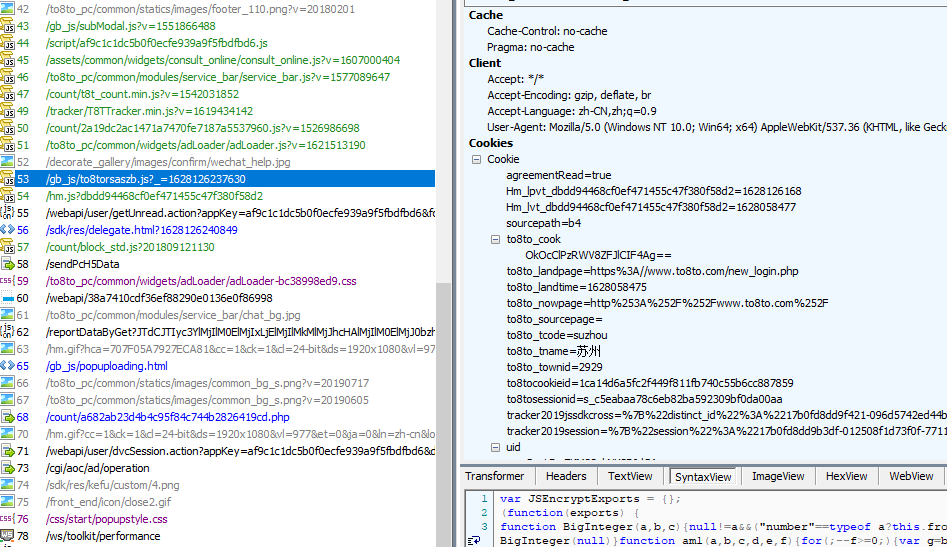 42 /to8to_pc/common/statics/images/footer_110.png?v=20180201
43 /gb_js/subModal.js?v=1551866488
44 /script/af9c1c1dc5b0f0ecfe939a9f5fbdfbd6.js
45 /assets/common/widgets/consult_online/consult_online.js?v=1607000404
46 /to8to_pc/common/modules/service_bar/service_bar.js?v=1577089647
47 /count/t8t_count.min.js?v=1542031852
49 /tracker/T8TTracker.min.js?v=1619434142
50 /count/2a19dc2ac1471a7470fe7187a5537960.js?v=1526986698
51 /to8to_pc/common/widgets/adLoader/adLoader.js?v=1621513190
52 /decorate_gallery/images/confirm/wechat_help.jpg
53 /gb_js/to8torsaszb.js?_=1628126237630
54 /hm.js?dbdd94468cf0ef471455c47f380f58d2
55 /webapi/user/getUnread.action?appKey=af9c1c1dc5b0f0ecfe939a9f5fbdfbd6&fo
56 /sdk/res/delegate.html?1628126240849
57 /count/block_std.js?201809121130
58 /sendPcH5Data
59 /to8to_pc/common/widgets/adLoader/adLoader-bc38998ed9.css
60 /webapi/38a7410cdf36ef88290e0136e0f86998
61 /to8to_pc/common/modules/service_bar/chat_bg.jpg
62 /reportDataByGet?JTdCJTIyc3YlMjIlM0ElMjIxLjElMjIlMkMlMjJhcHAlMjIlM0ElMjJ0bzh
63 /hm.gif?hca=707F05A7927ECA81&cc=1&ck=1&cl=24-bit&ds=1920x1080&vl=97
65 /gb_js/popuploading.html
66 /to8to_pc/common/statics/images/common_bg_s.png?v=20190717
67 /to8to_pc/common/statics/images/common_bg_s.png?v=20190605
68 /count/a682ab23d4b4c95f84c744b2826419cd.php
70 /hm.gif?cc=1&ck=1&cl=24-bit&ds=1920x1080&vl=977&et=0&ja=0&ln=zh-cn&lo
71 /webapi/user/dvcSession.action?appKey=af9c1c1dc5b0f0ecfe939a9f5fbdfbd6&d
73 /cgi/aoc/ad/operation
74 /sdk/res/kefu/custom/4.png
75 /front_end/icon/close2.gif
76 /css/start/popupstyle.css
78 /ws/toolkit/performance
Cache
Cache-Control: no-cache
Pragma: no-cache
Client
Accept: */*
Accept-Encoding: gzip, deflate, br
Accept-Language: zh-CN,zh;q=0.9
User-Agent: Mozilla/5.0 (Windows NT 10.0; Win64; x64) AppleWebKit/537.36 (KHTML, like Geck
Cookies
Cookie
agreementRead=true
Hm_lpvt_dbdd94468cf0ef471455c47f380f58d2=1628126168
Hm_lvt_dbdd94468cf0ef471455c47f380f58d2=1628058477
sourcepath=b4
to8to_cook
OkOcClPzRWV8ZFJlCIF4Ag==
to8to_landpage=https%3A//www.to8to.com/new_login.php
to8to_landtime=1628058475
to8to_nowpage=http%253A%252F%252Fwww.to8to.com%252F
to8to_sourcepage=
to8to_tcode=suzhou
to8to_tname=苏州
to8to_townid=2929
to8tocookieid=1ca14d6a5fc2f449f811fb740c55b6cc887859
to8tosessionid=s_c5eabaa78c6eb82ba592309bf0da00aa
tracker2019jssdkcross=%7B%22distinct_id%22%3A%2217b0fd8dd9f421-096d5742ed44b
tracker2019session=%7B%22session%22%3A%2217b0fd8dd9b3df-012508f1d73f0f-7711
uid
Transformer Headers TextView SyntaxView ImageView HexView WebView
1 var JSEncryptExports = {};
2 (function(exports) {
3 function BigInteger(a,b,c){null!=a&&("number"==typeof a?this.fro
BigInteger(null)}function am1(a,b,c,d,e,f){for(;--f>=0;){var g=b